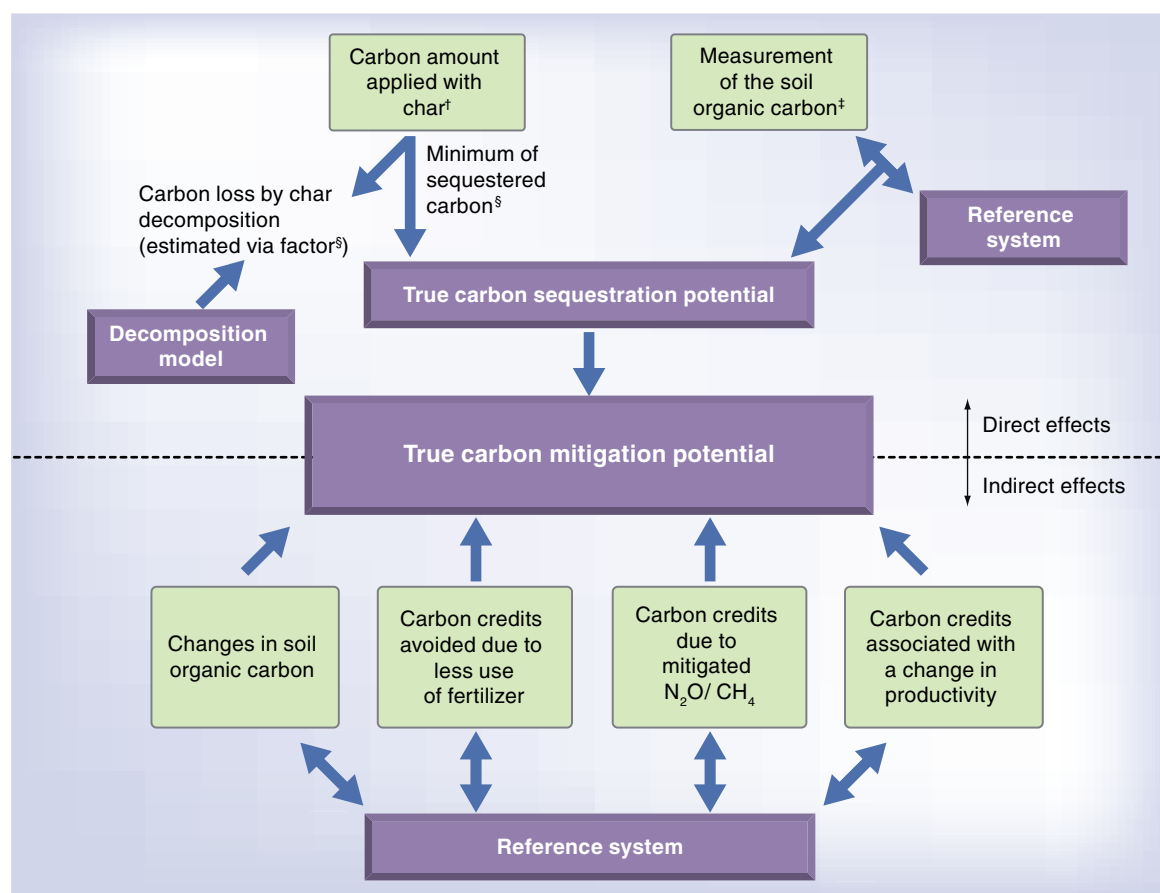 Carbon amount
applied with
char†
Measurement
of the soil
organic carbon‡
Minimum of
sequestered
carbon§
Carbon loss by char
decomposition
(estimated via factor§)
Reference
system
True carbon sequestration potential
Decomposition
model
True carbon mitigation potential
Direct effects
Indirect effects
Changes in soil
organic carbon
Carbon credits
avoided due to
less use
of fertilizer
Carbon credits
due to
mitigated
N₂O/ CH₄
Carbon credits
associated with
a change in
productivity
Reference system